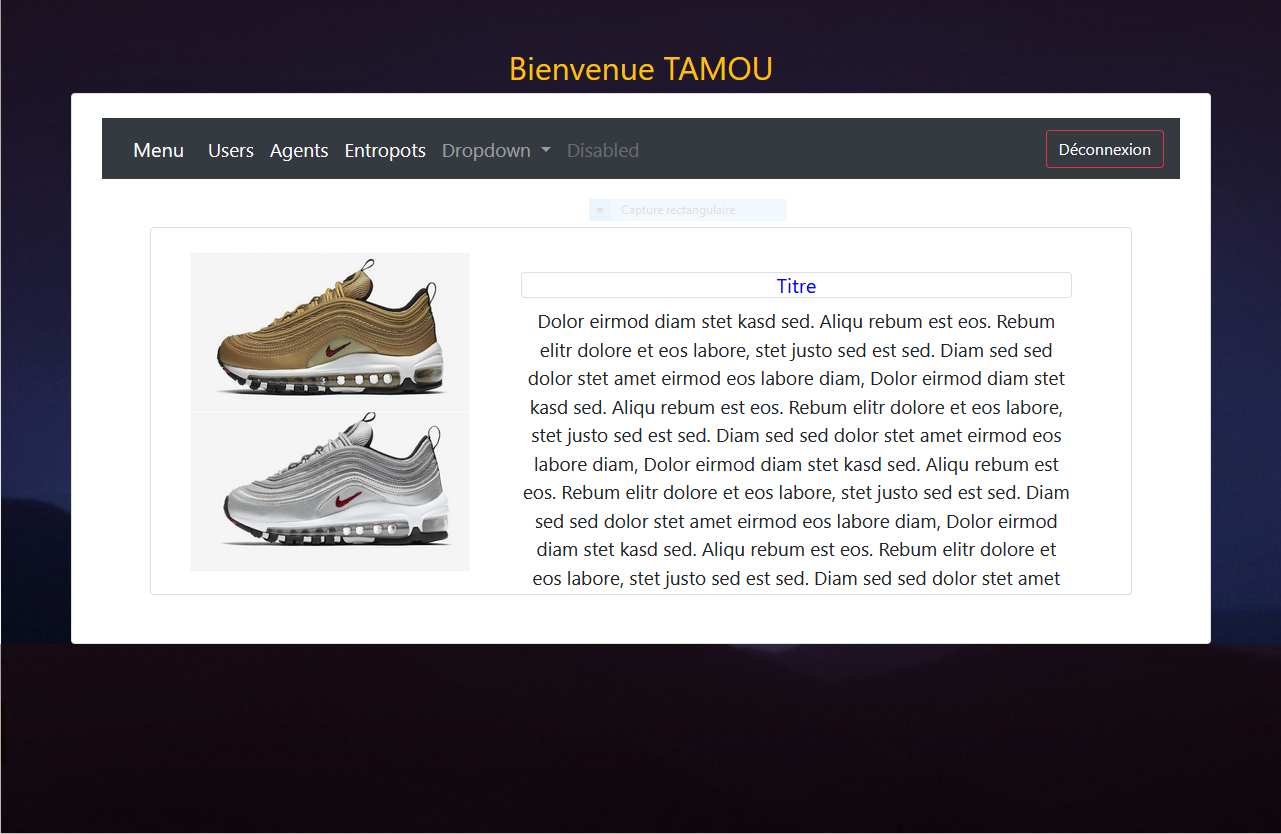 Bienvenue TAMOU
Menu Users Agents Entropots Dropdown Disabled Déconnexion
Capture rectangulaire
Titre
Dolor eirmod diam stet kasd sed. Aliqu rebum est eos. Rebum
elitr dolore et eos labore, stet justo sed est sed. Diam sed sed
dolor stet amet eirmod eos labore diam, Dolor eirmod diam stet
kasd sed. Aliqu rebum est eos. Rebum elitr dolore et eos labore,
stet justo sed est sed. Diam sed sed dolor stet amet eirmod eos
labore diam, Dolor eirmod diam stet kasd sed. Aliqu rebum est
eos. Rebum elitr dolore et eos labore, stet justo sed est sed. Diam
sed sed dolor stet amet eirmod eos labore diam, Dolor eirmod
diam stet kasd sed. Aliqu rebum est eos. Rebum elitr dolore et
eos labore, stet justo sed est sed. Diam sed sed dolor stet amet